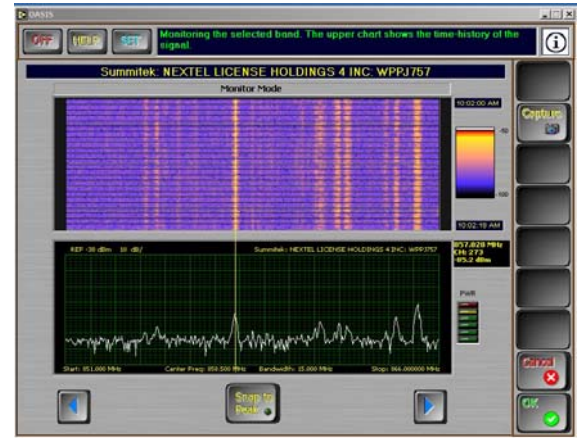 OASIS
OFF
HELP
SET
Monitoring the selected band. The upper chart shows the time-history of the
signal.
Summitek: NEXTEL LICENSE HOLDINGS 4 INC: WPPJ757
Monitor Mode
10:02:00 AM
Capture
-50
-100
10:02:18 AM
REF -30 dBm 10 dB/
Summitek: NEXTEL LICENSE HOLDINGS 4 INC: WPPJ757
857.820 MHz
CH: 273
-85.2 dBm
PWR
Start: 851.000 MHz
Center Freq: 858.500 MHz
Bandwidth: 15.000 MHz
Stop: 866.000000 MHz
Cancel
Snap to
Peak
OK